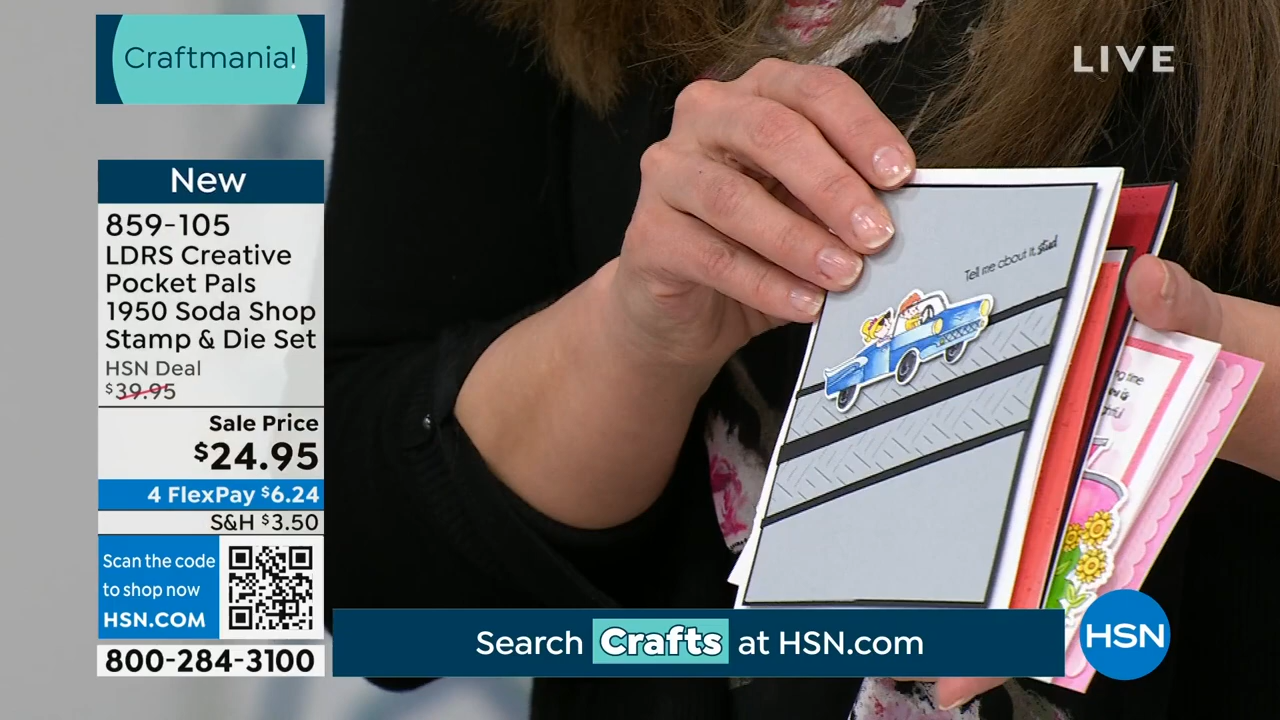 Craftmania!
LIVE
New
859-105
LDRS Creative
Pocket Pals
1950 Soda Shop
Stamp & Die Set
HSN Deal
$39.95
Sale Price
$24.95
4 FlexPay $6.24
S&H $3.50
Scan the code
to shop now
HSN.COM
800-284-3100
Tell me about it, stud
Search Crafts at HSN.com
HSN